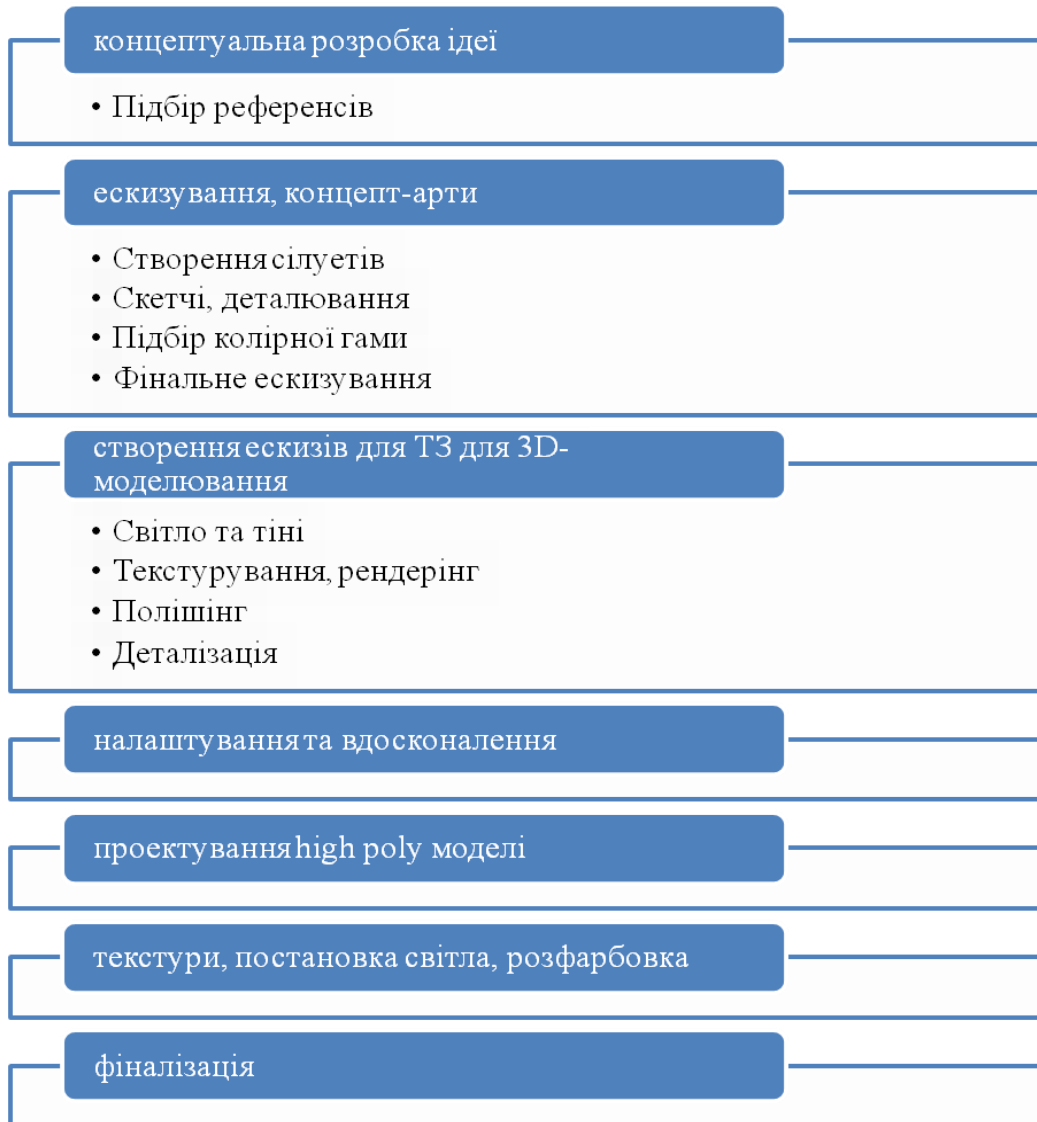 концептуальна розробка ідеї
• Підбір референсів
ескизування, концепт-арти
• Створення сілуетів
• Скетчі, деталювання
• Підбір колірної гами
• Фінальне ескизування
створення ескизів для ТЗ для 3D-
моделювання
• Світло та тіні
• Текстурування, рендерінг
• Полішінг
• Деталізація
налаштування та вдосконалення
проектування high poly моделі
текстури, постановка світла, розфарбовка
фіналізація